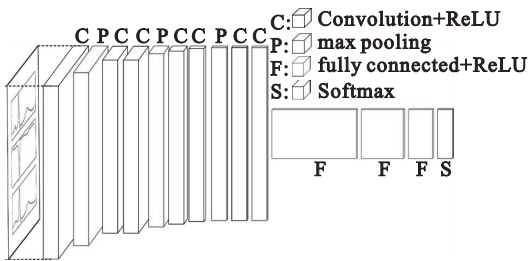 C P C C P C C P C C
C: Convolution+ReLU
P: max pooling
F: fully connected+ReLU
S: Softmax
F F F S